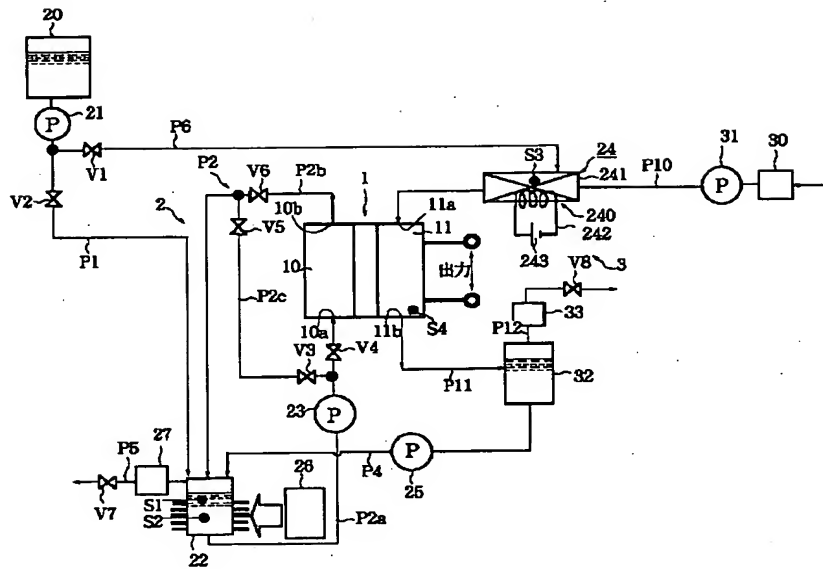 20
P
21
P6
V1
V2
2
P1
P2
V6
P2b
1
V5
10b
11a
10
11
P2c
10a
11b
S4
出力
V3
V4
S3
24
241
240
242
243
3
P10
31
P
30
V8
33
P12
32
P11
23
P
P4
P
25
P2a
26
27
P5
V7
S1
S2
22